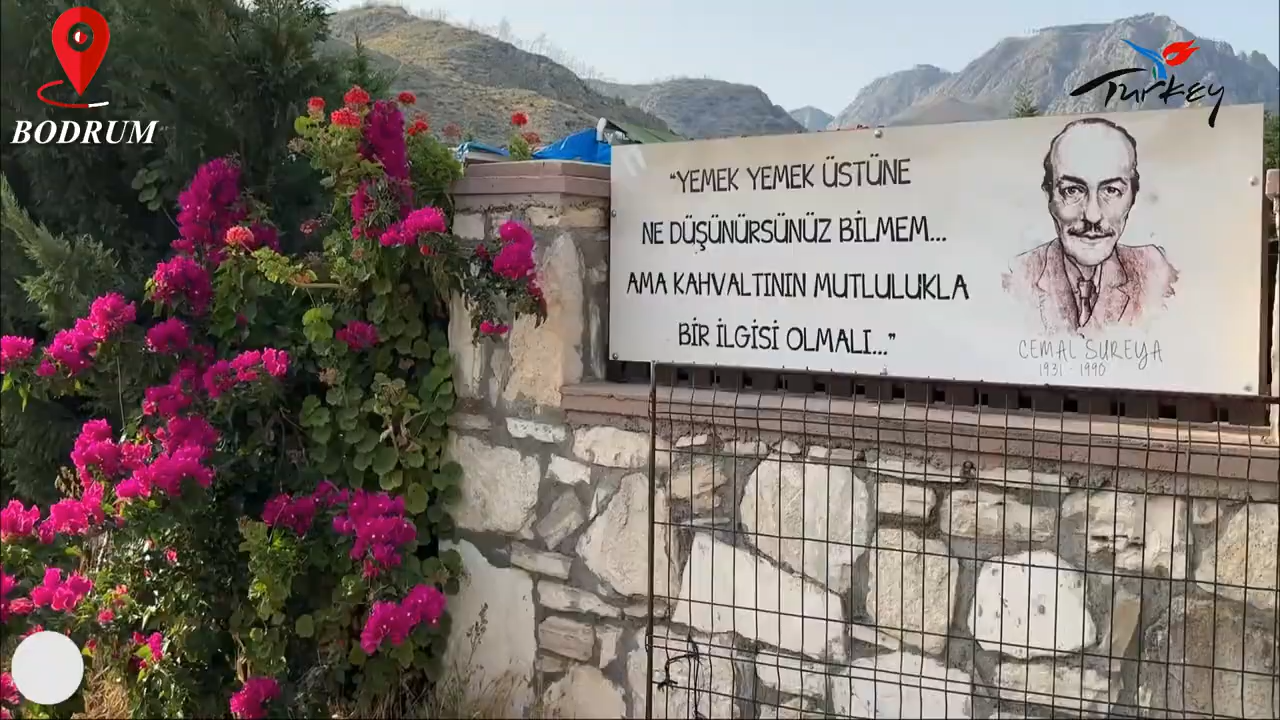 BODRUM
Turkey
"YEMEK YEMEK ÜSTÜNE
NE DÜŞÜNÜRSÜNÜZ BİLMEM...
AMA KAHVALTININ MUTLULUKLA
BİR İLGİSİ OLMALI..."
CEMAL SUREYA
1931 - 1990